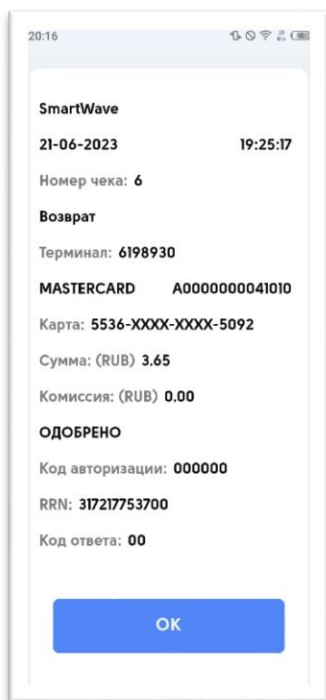 20:16
SmartWave
21-06-2023 19:25:17
Номер чека: 6
Возврат
Терминал: 6198930
MASTERCARD A0000000041010
Карта: 5536-XXXX-XXXX-5092
Сумма: (RUB) 3.65
Комиссия: (RUB) 0.00
ОДОБРЕНО
Код авторизации: 000000
RRN: 317217753700
Код ответа: 00
ОК